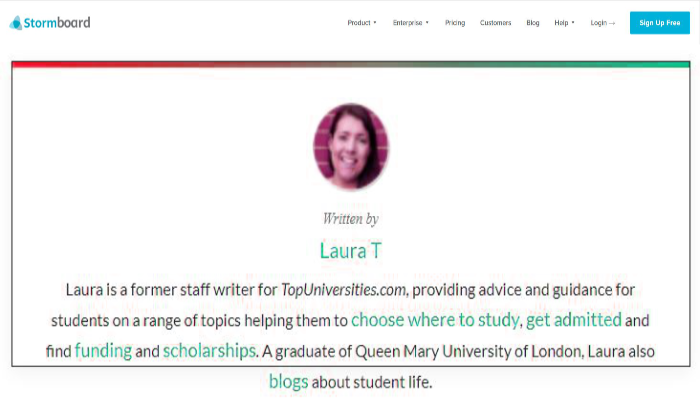 Stormboard
Product Enterprise Pricing Customers Blog Help Login → Sign Up Free
Written by
Laura T
Laura is a former staff writer for TopUniversities.com, providing advice and guidance for
students on a range of topics helping them to choose where to study, get admitted and
find funding and scholarships. A graduate of Queen Mary University of London, Laura also
blogs about student life.